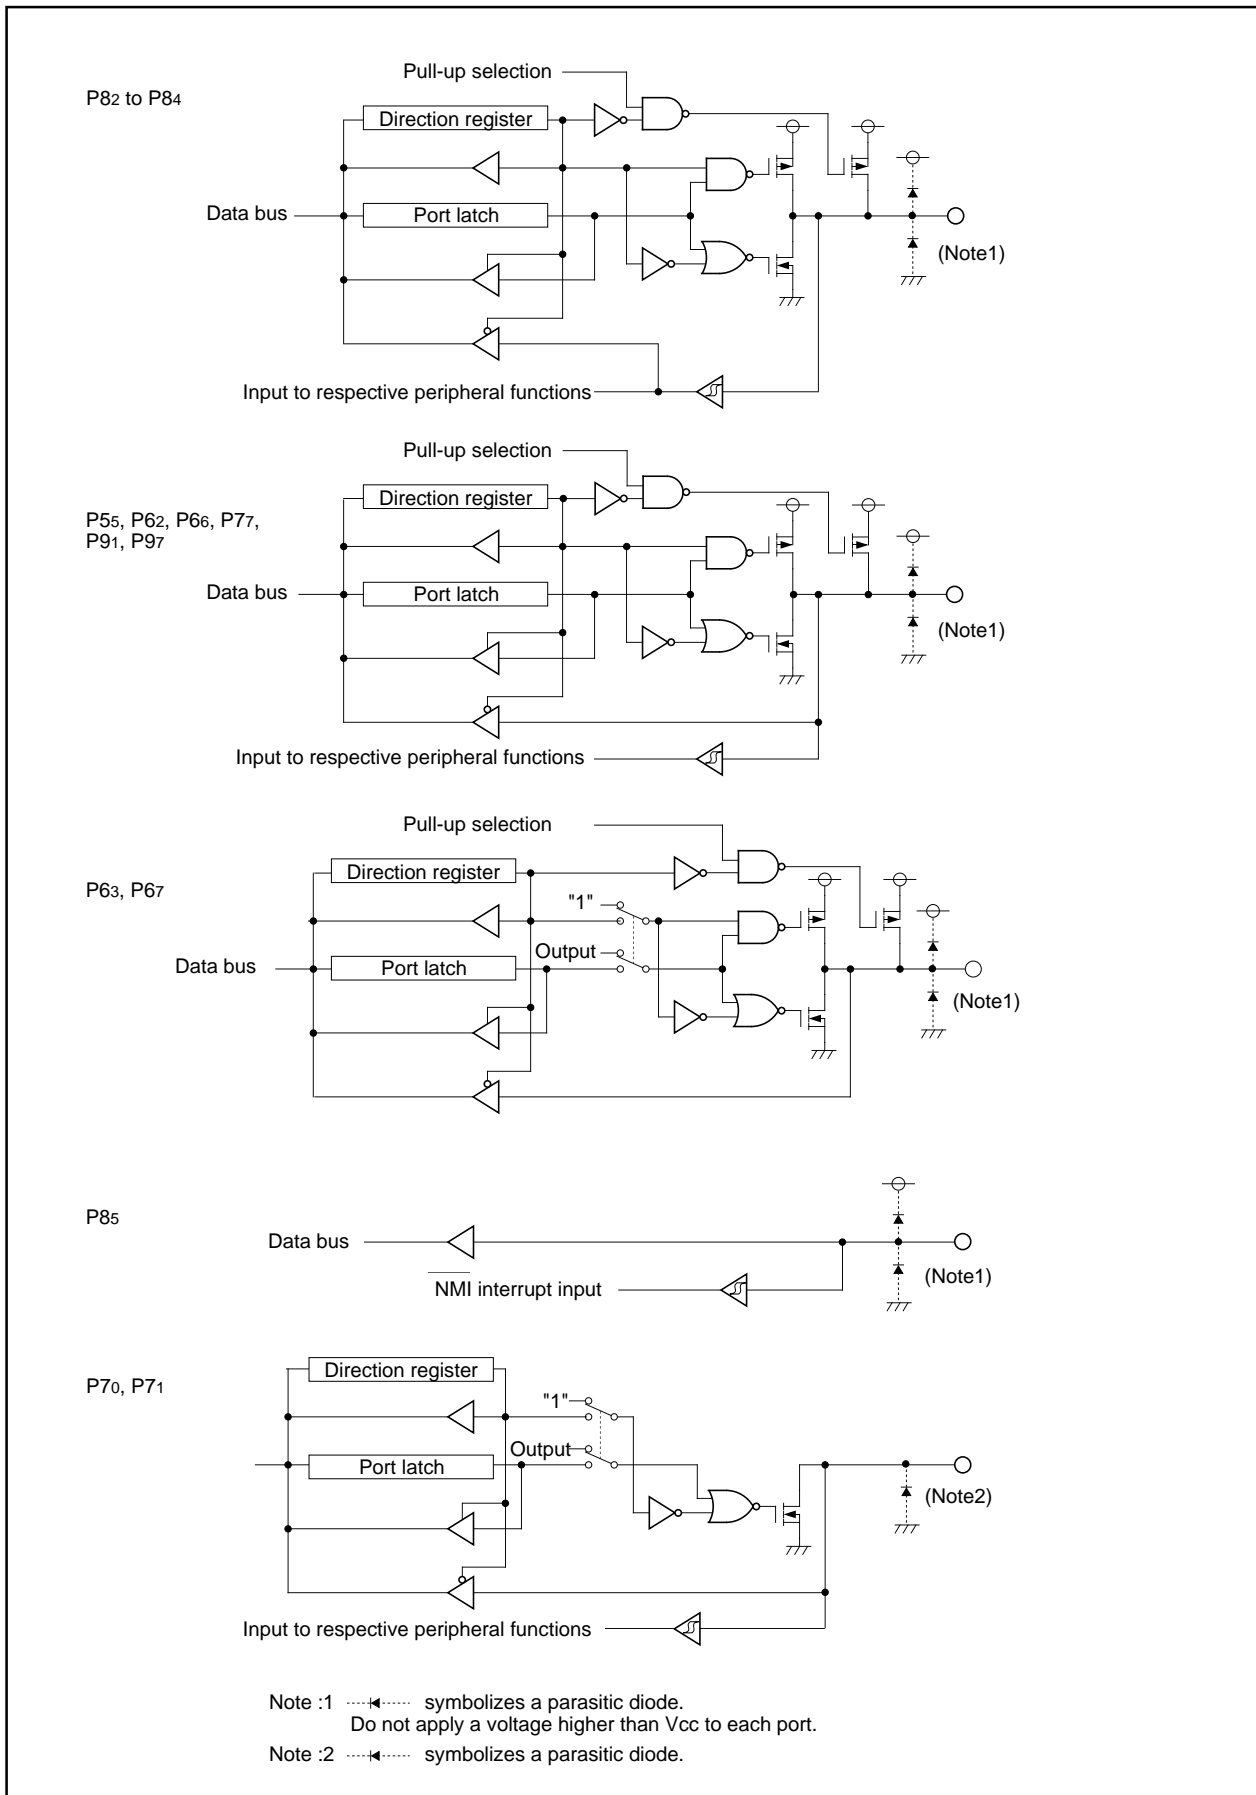 Pull-up selection
P82 to P84
Direction register
Data bus
Port latch
(Note1)
Input to respective peripheral functions
Pull-up selection
Direction register
P55, P62, P66, P77,
P91, P97
Data bus
Port latch
(Note1)
Input to respective peripheral functions
Pull-up selection
Direction register
P63, P67
"1"
Output
Data bus
Port latch
(Note1)
P85
Data bus
(Note1)
NMI interrupt input
Direction register
P70, P71
"1"
Output
Port latch
(Note2)
Input to respective peripheral functions
Note :1 symbolizes a parasitic diode.
Do not apply a voltage higher than Vcc to each port.
Note :2 symbolizes a parasitic diode.